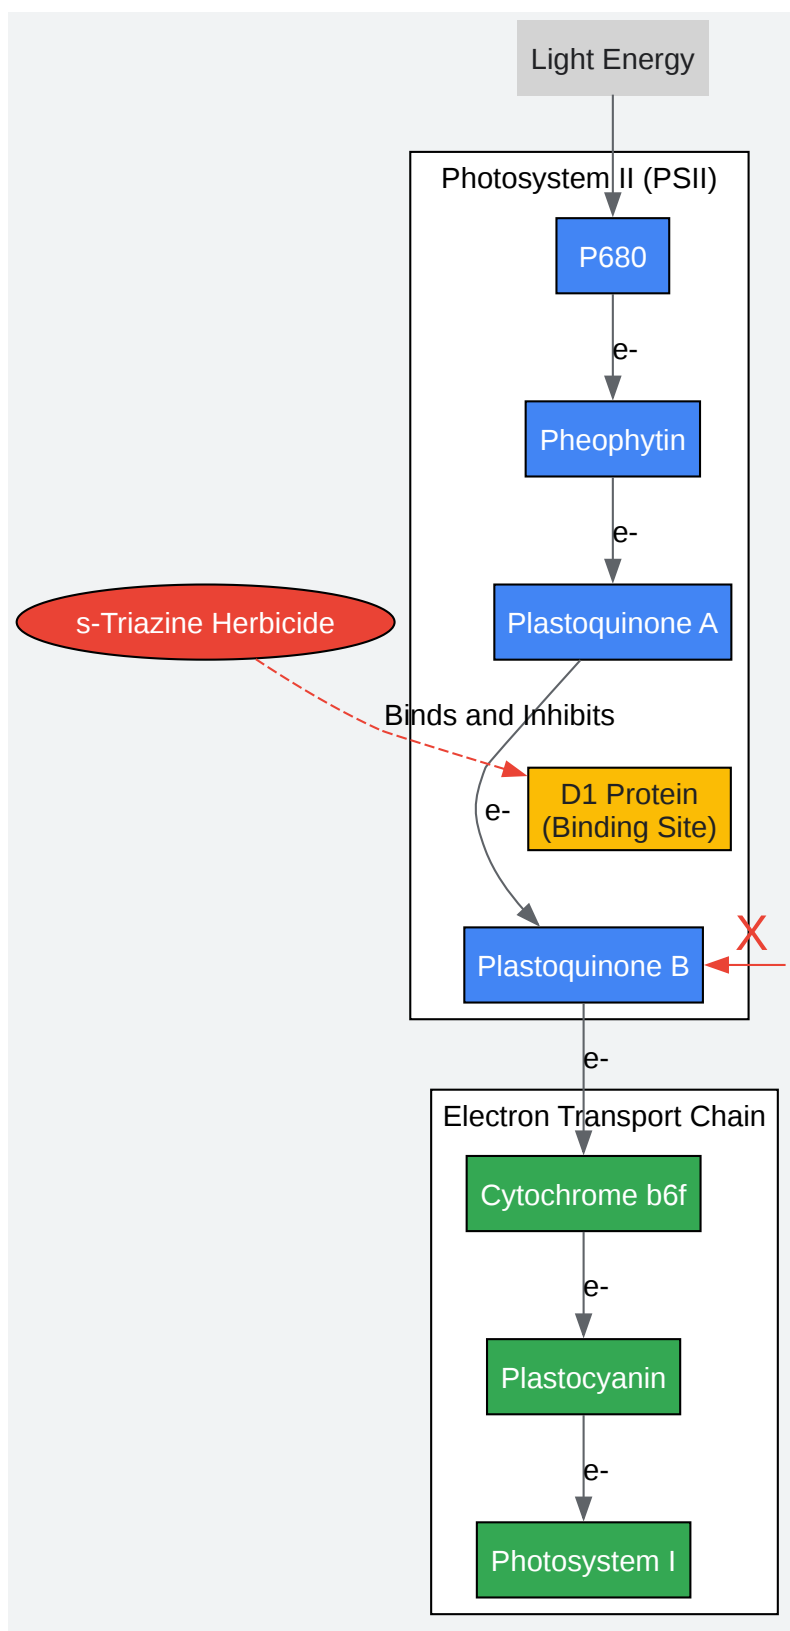 Light Energy
Photosystem II (PSII)
P680
e-
Pheophytin
e-
s-Triazine Herbicide
Plastoquinone A
Binds and Inhibits
D1 Protein
(Binding Site)
e-
X
Plastoquinone B
e-
Electron Transport Chain
Cytochrome b6f
e-
Plastocyanin
e-
Photosystem I